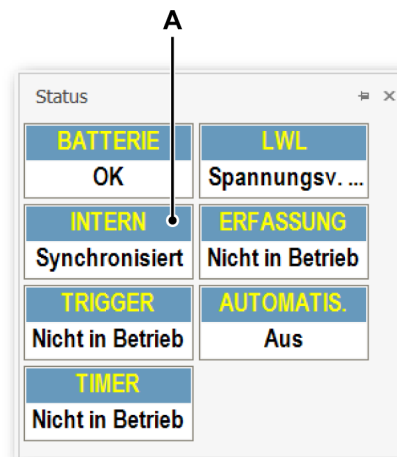 A
Status
BATTERIE
OK
LWL
Spannungsv. ...
INTERN
Synchronisiert
ERFASSUNG
Nicht in Betrieb
TRIGGER
Nicht in Betrieb
AUTOMATIS.
Aus
TIMER
Nicht in Betrieb